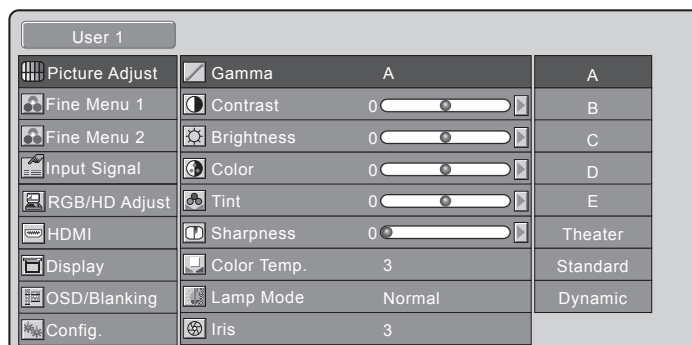 User 1
Picture Adjust Gamma A A
Fine Menu 1 Contrast 0 B
Fine Menu 2 Brightness 0 C
Input Signal Color 0 D
RGB/HD Adjust Tint 0 E
HDMI Sharpness 0 Theater
Display Color Temp. 3 Standard
OSD/Blanking Lamp Mode Normal Dynamic
Config. Iris 3